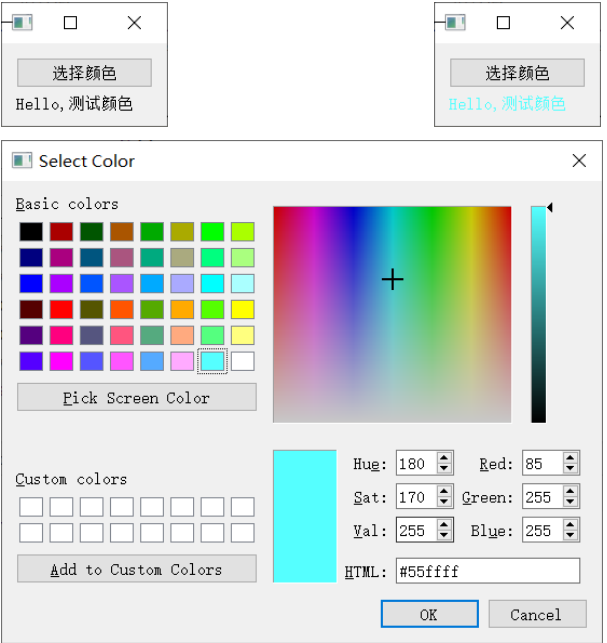 选择颜色
Hello,测试颜色
选择颜色
Hello,测试颜色
Select Color
Basic colors
Pick Screen Color
Custom colors
Add to Custom Colors
Hue: 180 Red: 85
Sat: 170 Green: 255
Val: 255 Blue: 255
HTML: #55ffff
OK Cancel